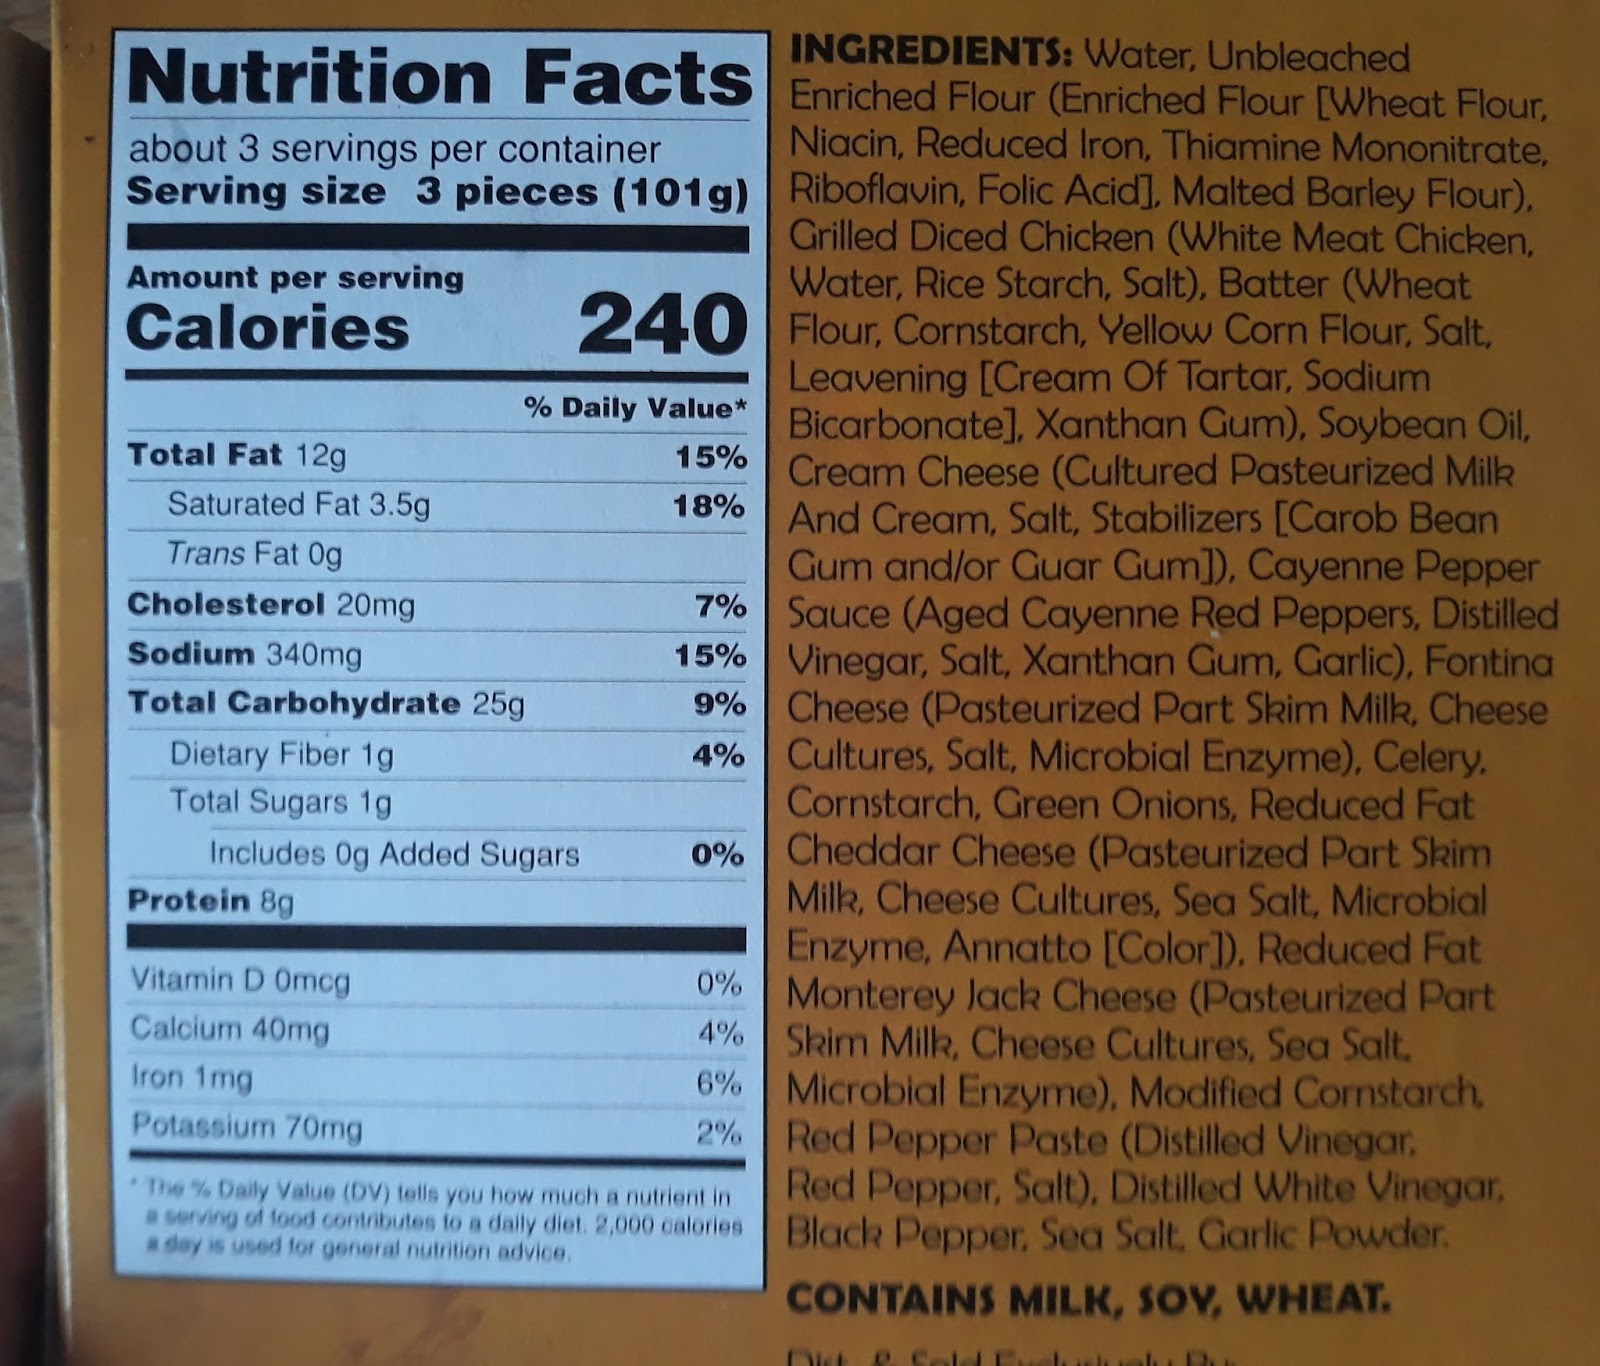 Nutrition Facts
about 3 servings per container
Serving size 3 pieces (101g)
Amount per serving
Calories 240
% Daily Value*
Total Fat 12g 15%
Saturated Fat 3.5g 18%
Trans Fat 0g
Cholesterol 20mg 7%
Sodium 340mg 15%
Total Carbohydrate 25g 9%
Dietary Fiber 1g 4%
Total Sugars 1g
Includes 0g Added Sugars 0%
Protein 8g
Vitamin D 0mcg 0%
Calcium 40mg 4%
Iron 1mg 6%
Potassium 70mg 2%
* The % Daily Value (DV) tells you how much a nutrient in
a serving of food contributes to a daily diet. 2,000 calories
a day is used for general nutrition advice.
INGREDIENTS: Water, Unbleached
Enriched Flour (Enriched Flour [Wheat Flour,
Niacin, Reduced Iron, Thiamine Mononitrate,
Riboflavin, Folic Acid], Malted Barley Flour),
Grilled Diced Chicken (White Meat Chicken,
Water, Rice Starch, Salt), Batter (Wheat
Flour, Cornstarch, Yellow Corn Flour, Salt,
Leavening [Cream Of Tartar, Sodium
Bicarbonate], Xanthan Gum), Soybean Oil,
Cream Cheese (Cultured Pasteurized Milk
And Cream, Salt, Stabilizers [Carob Bean
Gum and/or Guar Gum]), Cayenne Pepper
Sauce (Aged Cayenne Red Peppers, Distilled
Vinegar, Salt, Xanthan Gum, Garlic), Fontina
Cheese (Pasteurized Part Skim Milk, Cheese
Cultures, Salt, Microbial Enzyme), Celery,
Cornstarch, Green Onions, Reduced Fat
Cheddar Cheese (Pasteurized Part Skim
Milk, Cheese Cultures, Sea Salt, Microbial
Enzyme, Annatto [Color]), Reduced Fat
Monterey Jack Cheese (Pasteurized Part
Skim Milk, Cheese Cultures, Sea Salt,
Microbial Enzyme), Modified Cornstarch,
Red Pepper Paste (Distilled Vinegar,
Red Pepper, Salt), Distilled White Vinegar,
Black Pepper, Sea Salt, Garlic Powder.
CONTAINS MILK, SOY, WHEAT.
Dist. & Sold Exclusively By: